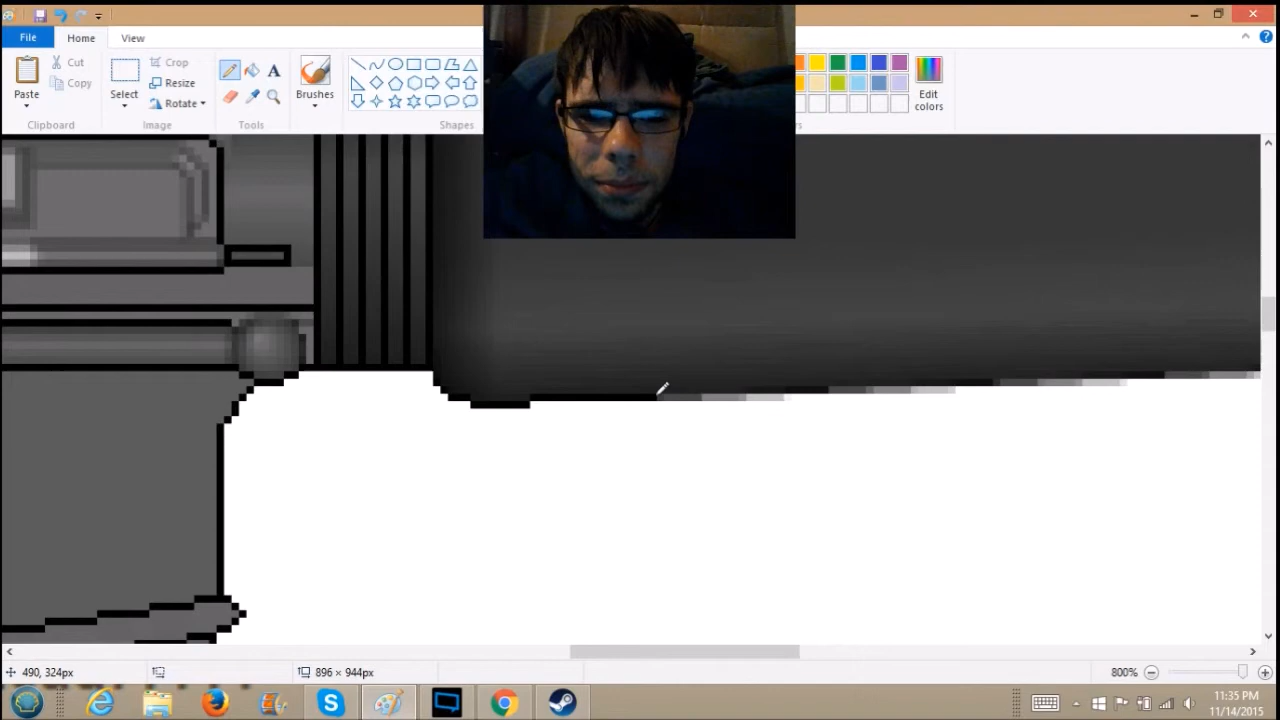 File Home View
Paste
Cut
Copy
Clipboard
Select
Crop
Resize
Rotate
Image
A
Tools
Brushes
Shapes
Edit
colors
490, 324px
896 × 944px
800%
11:35 PM
11/14/2015